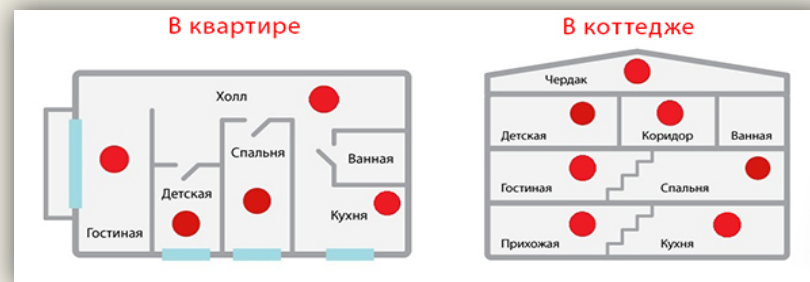 В квартире
Холл
Спальня
Ванная
Детская
Кухня
Гостиная
В коттедже
Чердак
Детская
Коридор
Ванная
Гостиная
Спальня
Прихожая
Кухня